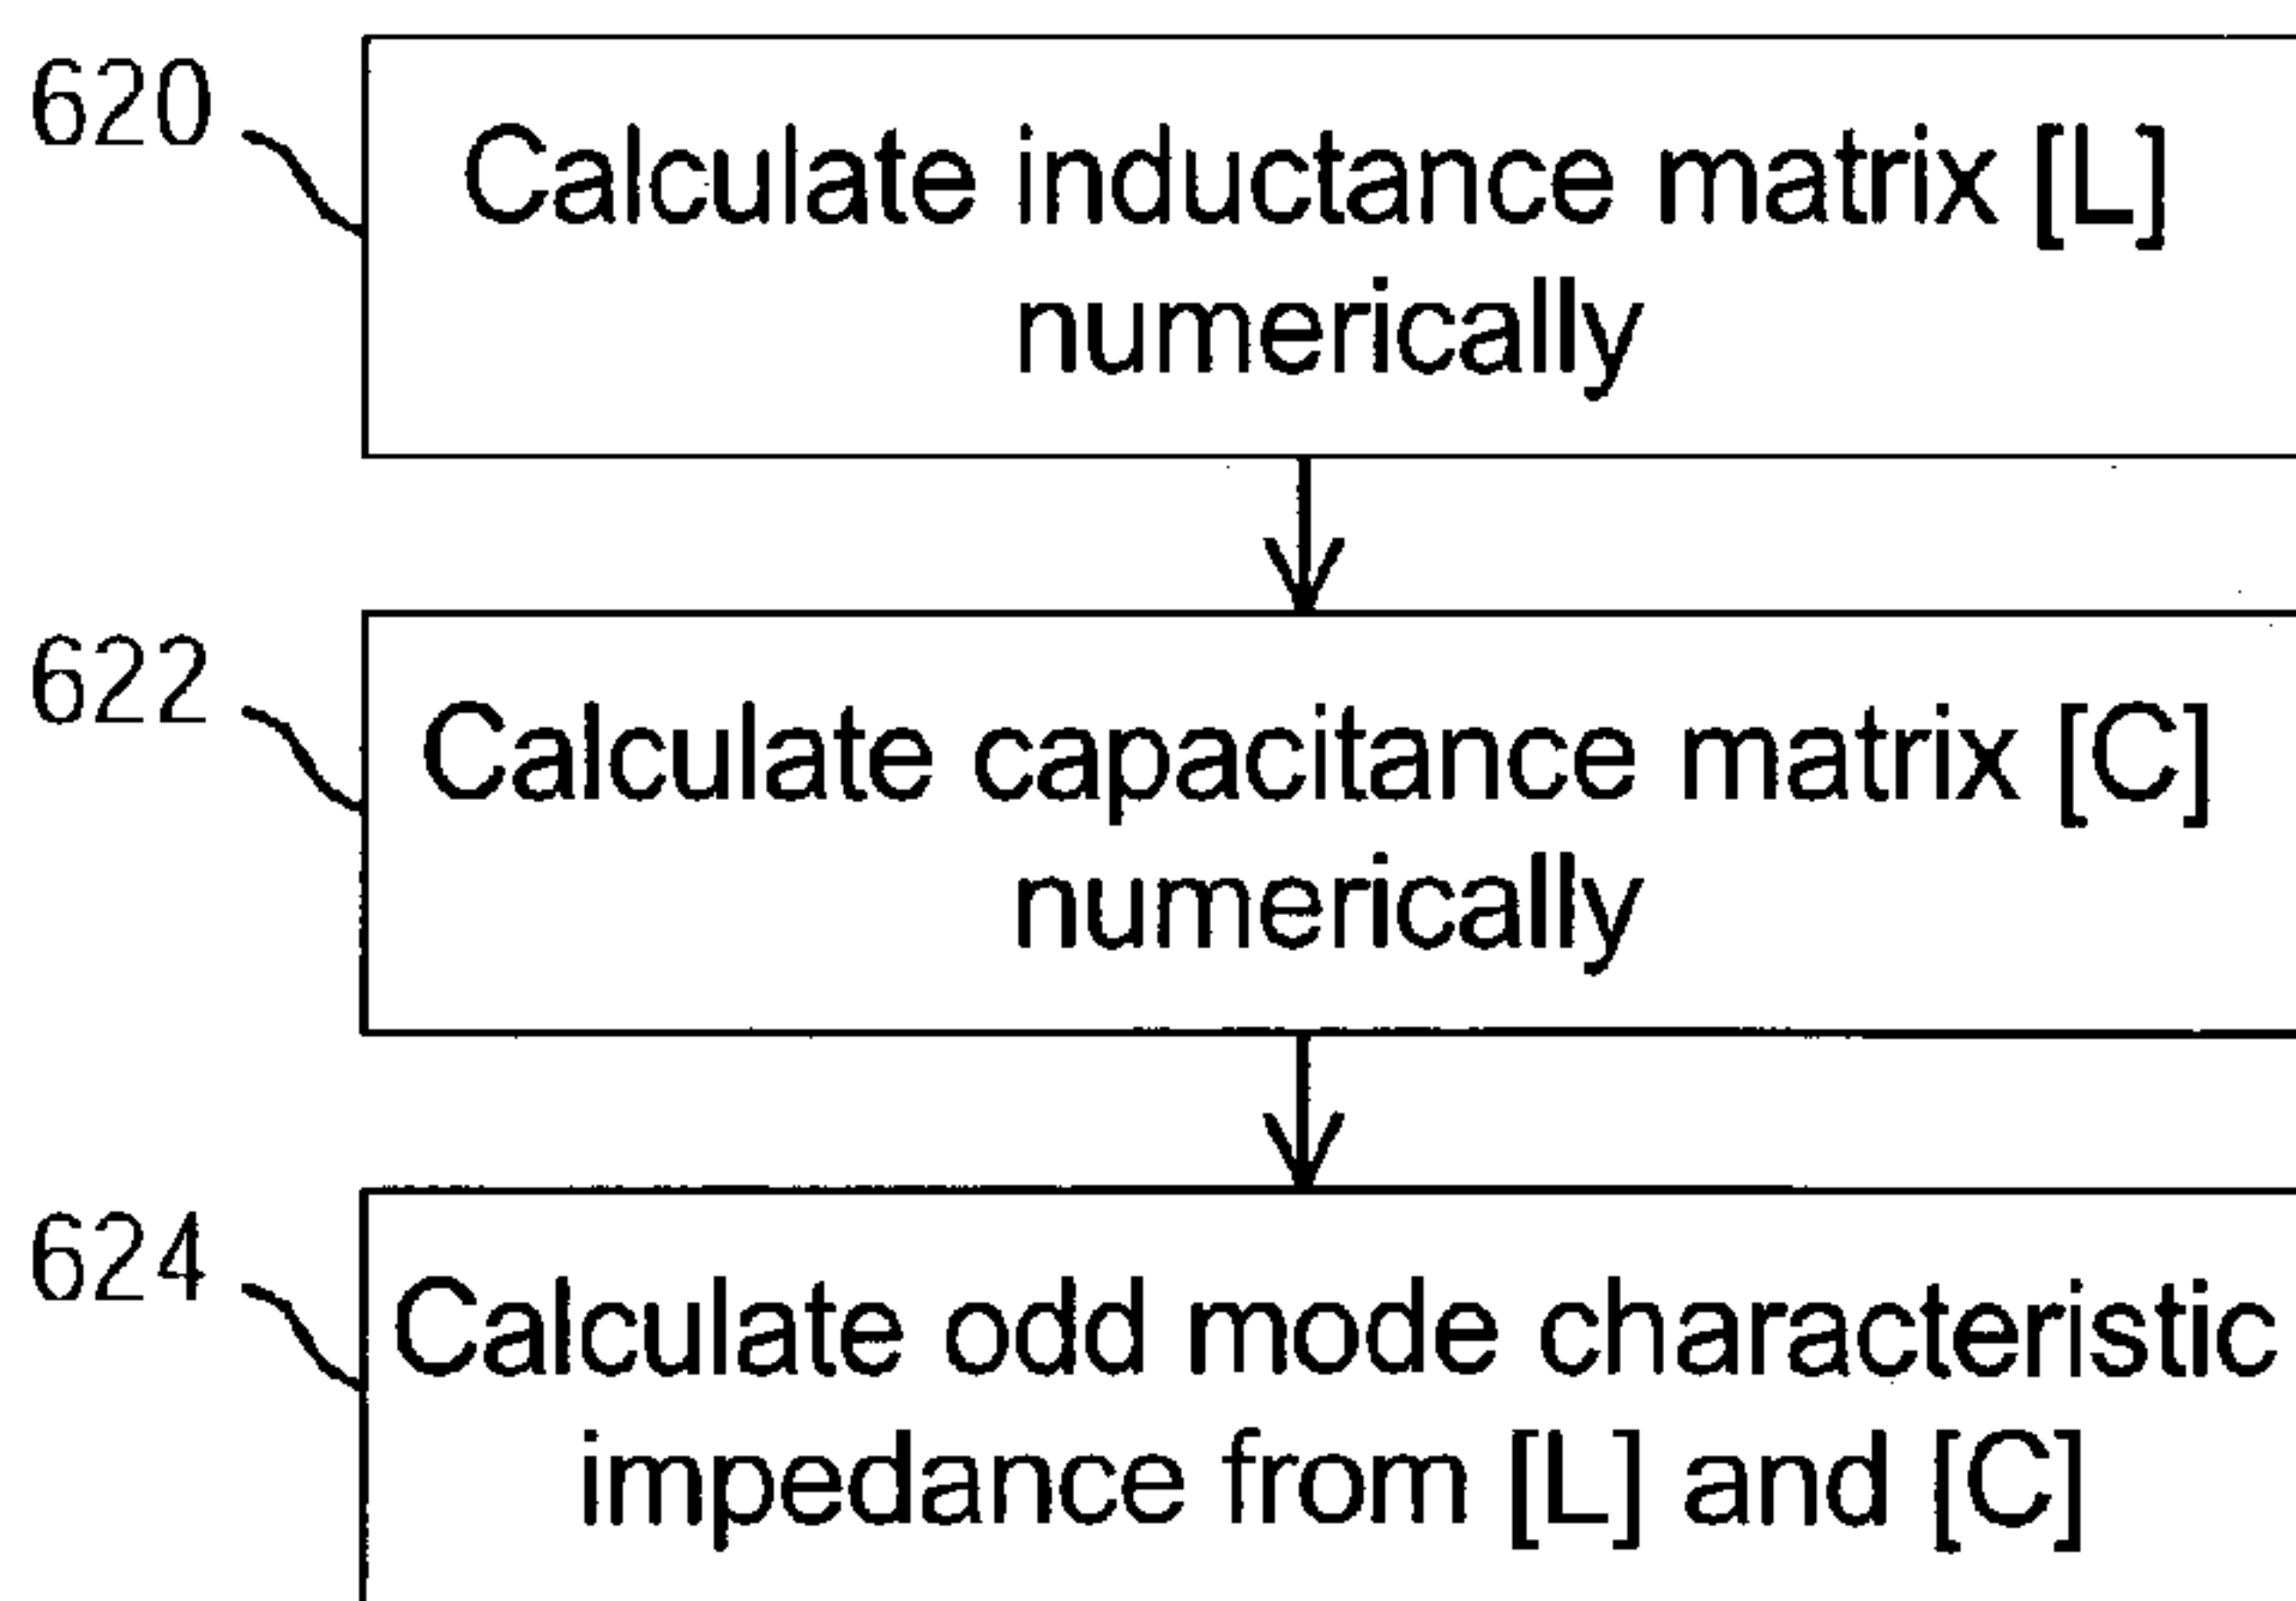 620
Calculate inductance matrix [L]
numerically
622
Calculate capacitance matrix [C]
numerically
624
Calculate odd mode characteristic
impedance from [L] and [C]